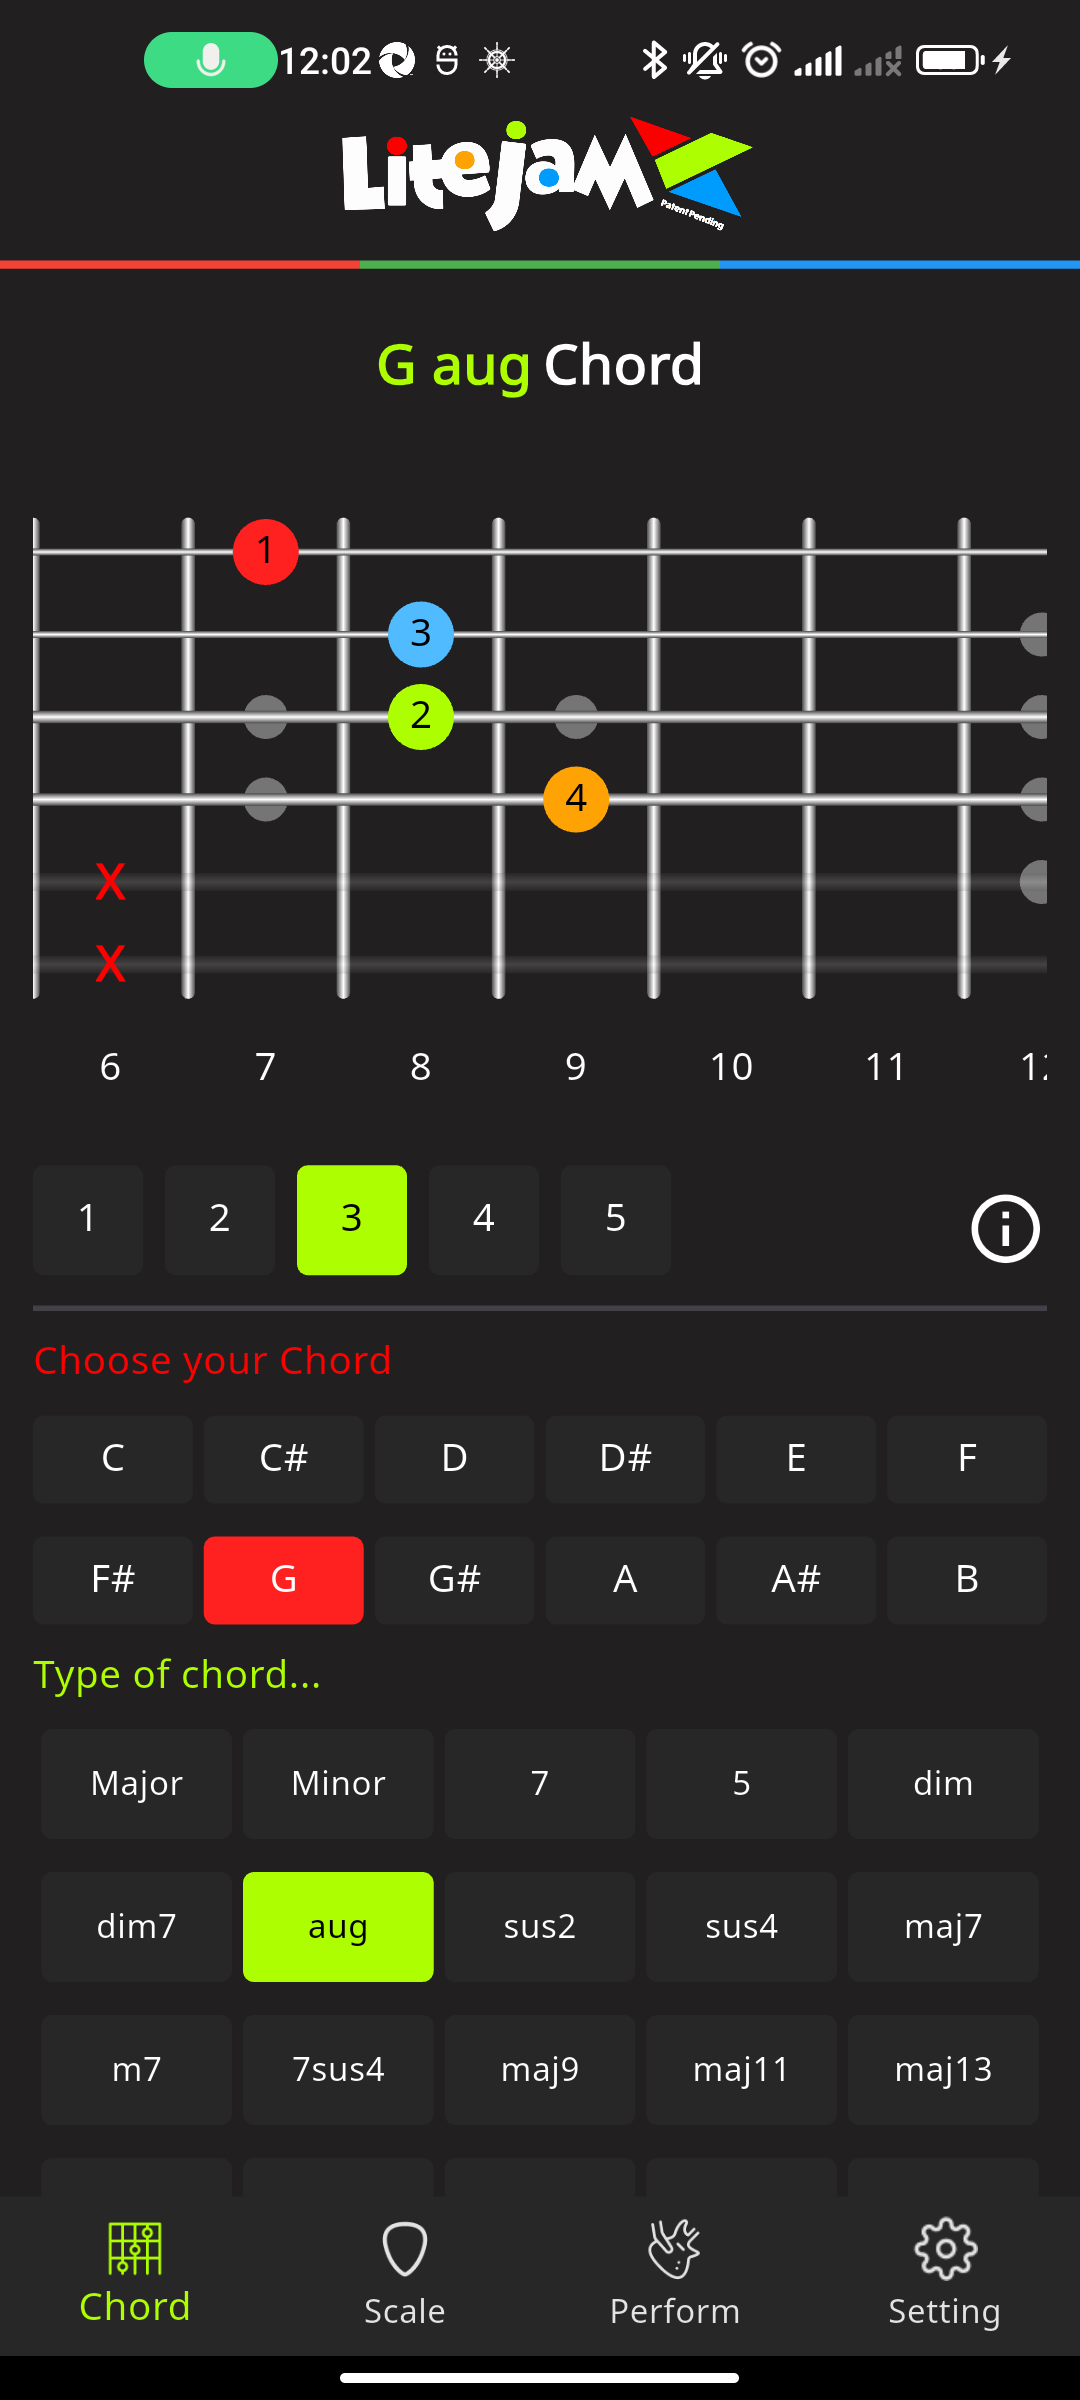 12:02
Litejam
Patent Pending
G aug Chord
1
3
2
4
X
X
6 7 8 9 10 11
1 2 3 4 5
Choose your Chord
C C# D D# E F
F# G G# A A# B
Type of chord...
Major Minor 7 5 dim
dim7 aug sus2 sus4 maj7
m7 7sus4 maj9 maj11 maj13
Chord Scale Perform Setting